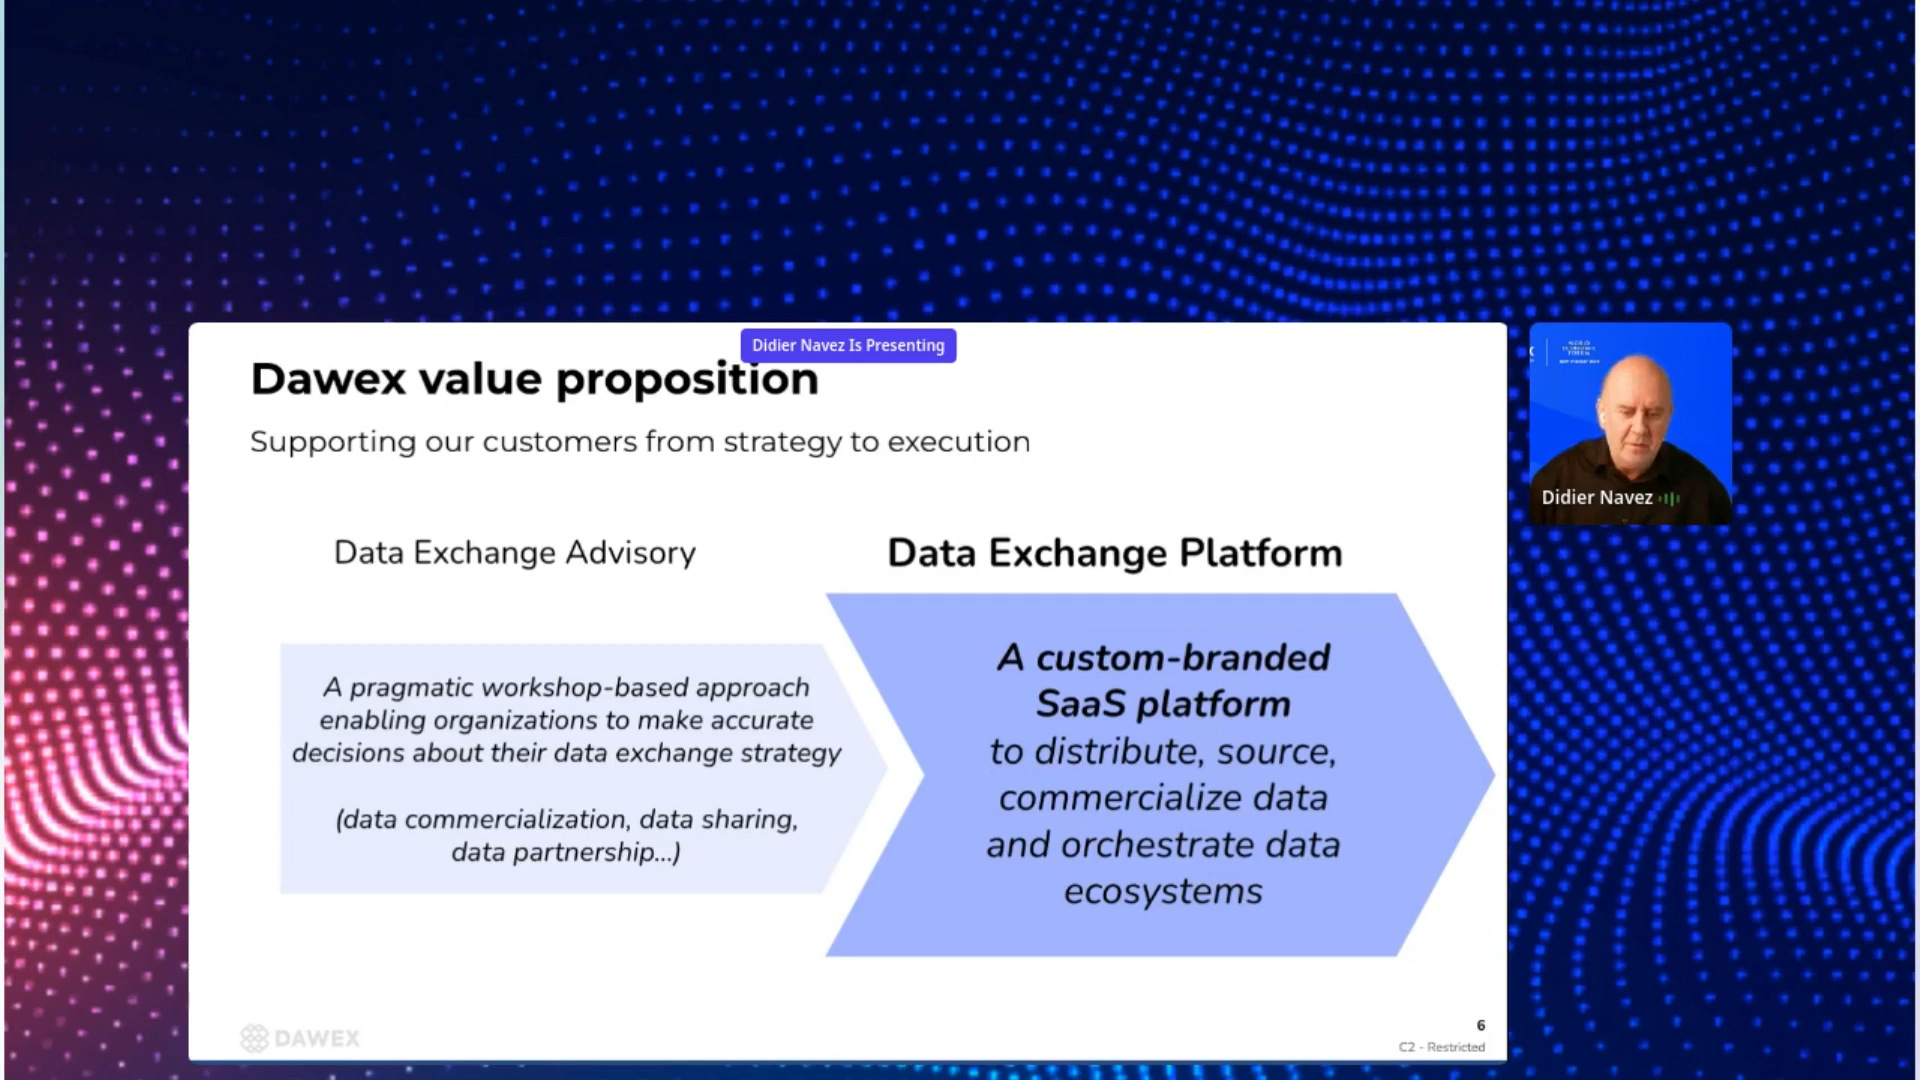 Didier Navez Is Presenting
Dawex value proposition
Supporting our customers from strategy to execution
Data Exchange Advisory
A pragmatic workshop-based approach
enabling organizations to make accurate
decisions about their data exchange strategy
(data commercialization, data sharing,
data partnership...)
Data Exchange Platform
A custom-branded
SaaS platform
to distribute, source,
commercialize data
and orchestrate data
ecosystems
DAWEX
6
C2 - Restricted
Didier Navez